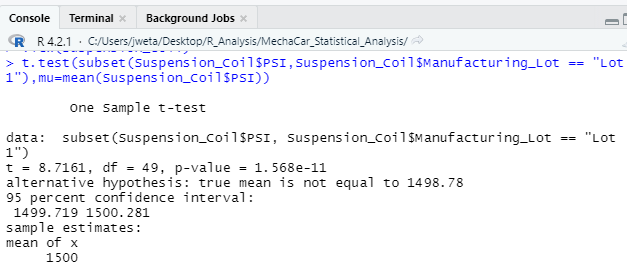 Console Terminal × Background Jobs ×
R 4.2.1 · C:/Users/jweta/Desktop/R_Analysis/MechaCar_Statistical_Analysis/
> t.test(subset(Suspension_Coil$PSI,Suspension_Coil$Manufacturing_Lot == "Lot
1"),mu=mean(Suspension_Coil$PSI))
One Sample t-test
data:  subset(Suspension_Coil$PSI, Suspension_Coil$Manufacturing_Lot == "Lot
1")
t = 8.7161, df = 49, p-value = 1.568e-11
alternative hypothesis: true mean is not equal to 1498.78
95 percent confidence interval:
1499.719 1500.281
sample estimates:
mean of x
1500